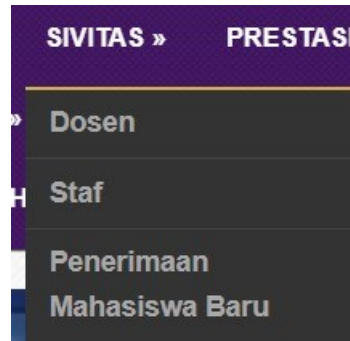 SIVITAS » PRESTASI
»
Dosen
H
Staf
Penerimaan
Mahasiswa Baru